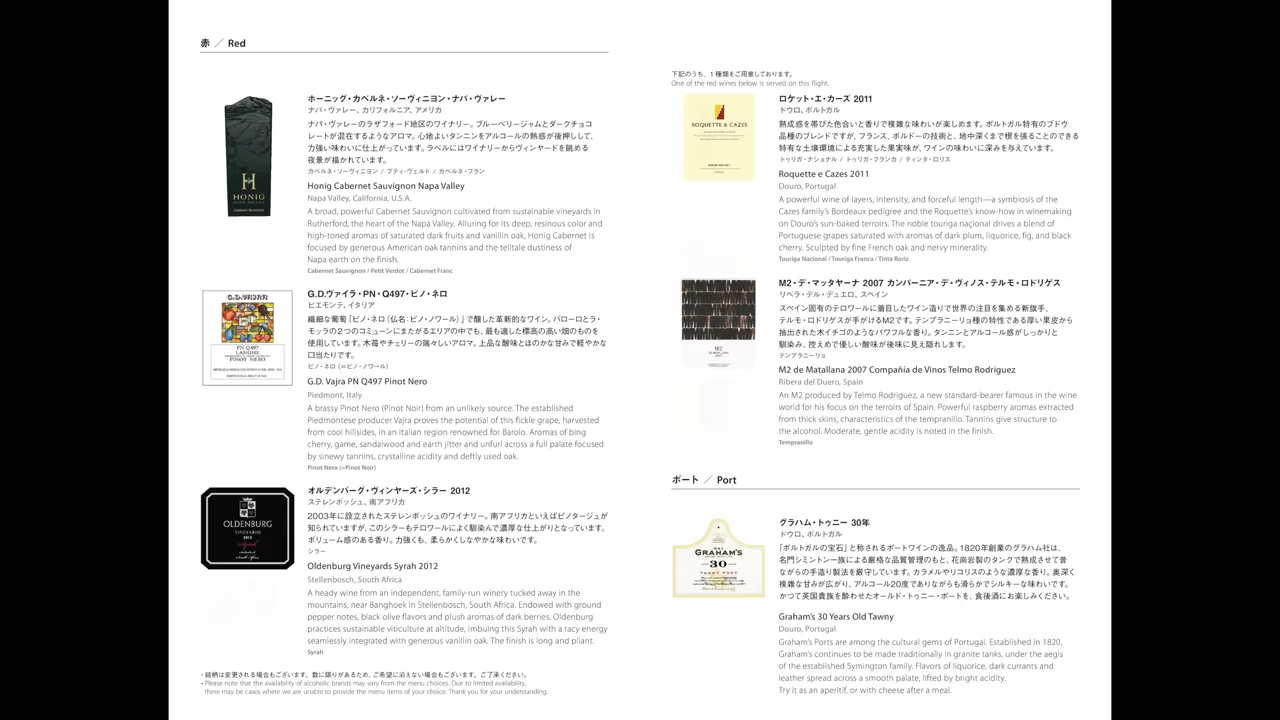 赤 ／ Red
HONIG
NAPA VALLEY
ホーニッグ・カベルネ・ソーヴィニヨン・ナパ・ヴァレー
ナパ・ヴァレー、カリフォルニア、アメリカ
ナパ・ヴァレーのラザフォード地区のワイナリー。ブルーベリージャムとダークチョコ
レートが混在するようなアロマ。心地よいタンニンをアルコールの熱感が後押しして、
力強い味わいに仕上がっています。ラベルにはワイナリーからヴィンヤードを眺める
夜景が描かれています。
カベルネ・ソーヴィニヨン / プティ・ヴェルド / カベルネ・フラン
Honig Cabernet Sauvignon Napa Valley
Napa Valley, California, U.S.A.
A broad, powerful Cabernet Sauvignon cultivated from sustainable vineyards in
Rutherford, the heart of the Napa Valley. Alluring for its deep, resinous color and
high-toned aromas of saturated dark fruits and vanillin oak, Honig Cabernet is
focused by generous American oak tannins and the telltale dustiness of
Napa earth on the finish.
Cabernet Sauvignon / Petit Verdot / Cabernet Franc
G.D.VAJRA
PN Q497
LANGHE
PINOT NERO
G.D.ヴァイラ・PN・Q497・ピノ・ネロ
ピエモンテ、イタリア
繊細な葡萄『ピノ・ネロ（仏名：ピノ・ノワール）』で醸した革新的なワイン。バローロとラ・
モッラの2つのコミューンにまたがるエリアの中でも、最も適した標高の高い畑のものを
使用しています。木苺やチェリーの瑞々しいアロマ。上品な酸味とほのかな甘みで軽やかな
口当たりです。
ピノ・ネロ（＝ピノ・ノワール）
G.D. Vajra PN Q497 Pinot Nero
Piedmont, Italy
A brassy Pinot Nero (Pinot Noir) from an unlikely source. The established
Piedmontese producer Vajra proves the potential of this fickle grape, harvested
from cool hillsides, in an Italian region renowned for Barolo. Aromas of bing
cherry, game, sandalwood and earth jitter and unfurl across a full palate focused
by sinewy tannins, crystalline acidity and deftly used oak.
Pinot Nero (=Pinot Noir)
OLDENBURG
VINEYARDS
2012
Syrah
オルデンバーグ・ヴィンヤーズ・シラー 2012
ステレンボッシュ、南アフリカ
2003年に設立されたステレンボッシュのワイナリー。南アフリカといえばピノタージュが
知られていますが、このシラーもテロワールによく馴染んで濃厚な仕上がりとなっています。
ボリューム感のある香り。力強くも、柔らかくしなやかな味わいです。
シラー
Oldenburg Vineyards Syrah 2012
Stellenbosch, South Africa
A heady wine from an independent, family-run winery tucked away in the
mountains, near Banghoek in Stellenbosch, South Africa. Endowed with ground
pepper notes, black olive flavors and plush aromas of dark berries, Oldenburg
practices sustainable viticulture at altitude, imbuing this Syrah with a racy energy
seamlessly integrated with generous vanillin oak. The finish is long and pliant.
Syrah
・銘柄は変更される場合もございます。数に限りがあるため、ご希望に沿えない場合もございます。ご了承ください。
・Please note that the availability of alcoholic brands may vary from the menu choices. Due to limited availability,
there may be cases where we are unable to provide the menu items of your choice. Thank you for your understanding.
下記のうち、1種類をご用意しております。
One of the red wines below is served on this flight.
ROQUETTE & CAZES
ロケット・エ・カーズ 2011
ドウロ、ポルトガル
熟成感を帯びた色合いと香りで複雑な味わいが楽しめます。ポルトガル特有のブドウ
品種のブレンドですが、フランス、ボルドーの技術と、地中深くまで根を張ることのできる
特有な土壌環境による充実した果実味が、ワインの味わいに深みを与えています。
トゥリガ・ナショナル / トゥリガ・フランカ / ティンタ・ロリス
Roquette e Cazes 2011
Douro, Portugal
A powerful wine of layers, intensity, and forceful length—a symbiosis of the
Cazes family's Bordeaux pedigree and the Roquette's know-how in winemaking
on Douro's sun-baked terroirs. The noble touriga nacional drives a blend of
Portuguese grapes saturated with aromas of dark plum, liquorice, fig, and black
cherry. Sculpted by fine French oak and nervy minerality.
Touriga Nacional / Touriga Franca / Tinta Roriz
M2
DE MATALLANA
2007
M2・デ・マッタヤーナ 2007 カンパーニア・デ・ヴィノス・テルモ・ロドリゲス
リベラ・デル・デュエロ、スペイン
スペイン固有のテロワールに着目したワイン造りで世界の注目を集める新旗手、
テルモ・ロドリゲスが手がけるM2です。テンプラニーリョ種の特性である厚い果皮から
抽出された木イチゴのようなパワフルな香り。タンニンとアルコール感がしっかりと
馴染み、控えめで優しい酸味が後味に見え隠れします。
テンプラニーリョ
M2 de Matallana 2007 Compañía de Vinos Telmo Rodriguez
Ribera del Duero, Spain
An M2 produced by Telmo Rodriguez, a new standard-bearer famous in the wine
world for his focus on the terroirs of Spain. Powerful raspberry aromas extracted
from thick skins, characteristics of the tempranillo. Tannins give structure to
the alcohol. Moderate, gentle acidity is noted in the finish.
Tempranillo
ポート ／ Port
GRAHAM'S
30
TAWNY PORT
グラハム・トゥニー 30年
ドウロ、ポルトガル
「ポルトガルの宝石」と称されるポートワインの逸品。1820年創業のグラハム社は、
名門シミントン一族による厳格な品質管理のもと、花崗岩製のタンクで熟成させて昔
ながらの手造り製法を厳守しています。カラメルやリコリスのような濃厚な香り。奥深く
複雑な甘みが広がり、アルコール20度でありながらも滑らかでシルキーな味わいです。
かつて英国貴族を酔わせたオールド・トゥニー・ポートを、食後酒にお楽しみください。
Graham's 30 Years Old Tawny
Douro, Portugal
Graham's Ports are among the cultural gems of Portugal. Established in 1820,
Graham's continues to be made traditionally in granite tanks, under the aegis
of the established Symington family. Flavors of liquorice, dark currants and
leather spread across a smooth palate, lifted by bright acidity.
Try it as an aperitif, or with cheese after a meal.